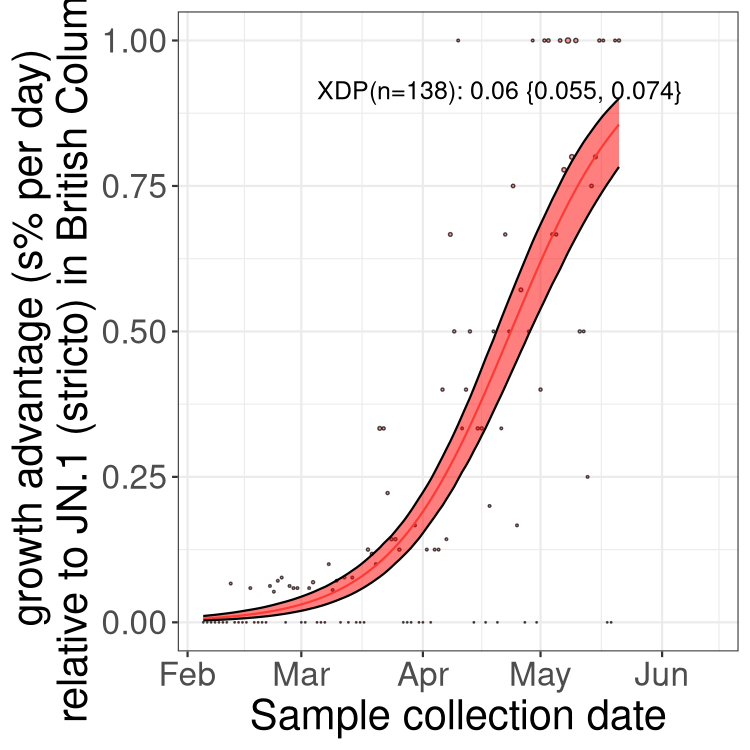 growth advantage (s% per day)
relative to JN.1 (stricto) in British Colum
1.00
0.75
0.50
0.25
0.00
XDP(n=138): 0.06 {0.055, 0.074}
Feb Mar Apr May Jun
Sample collection date